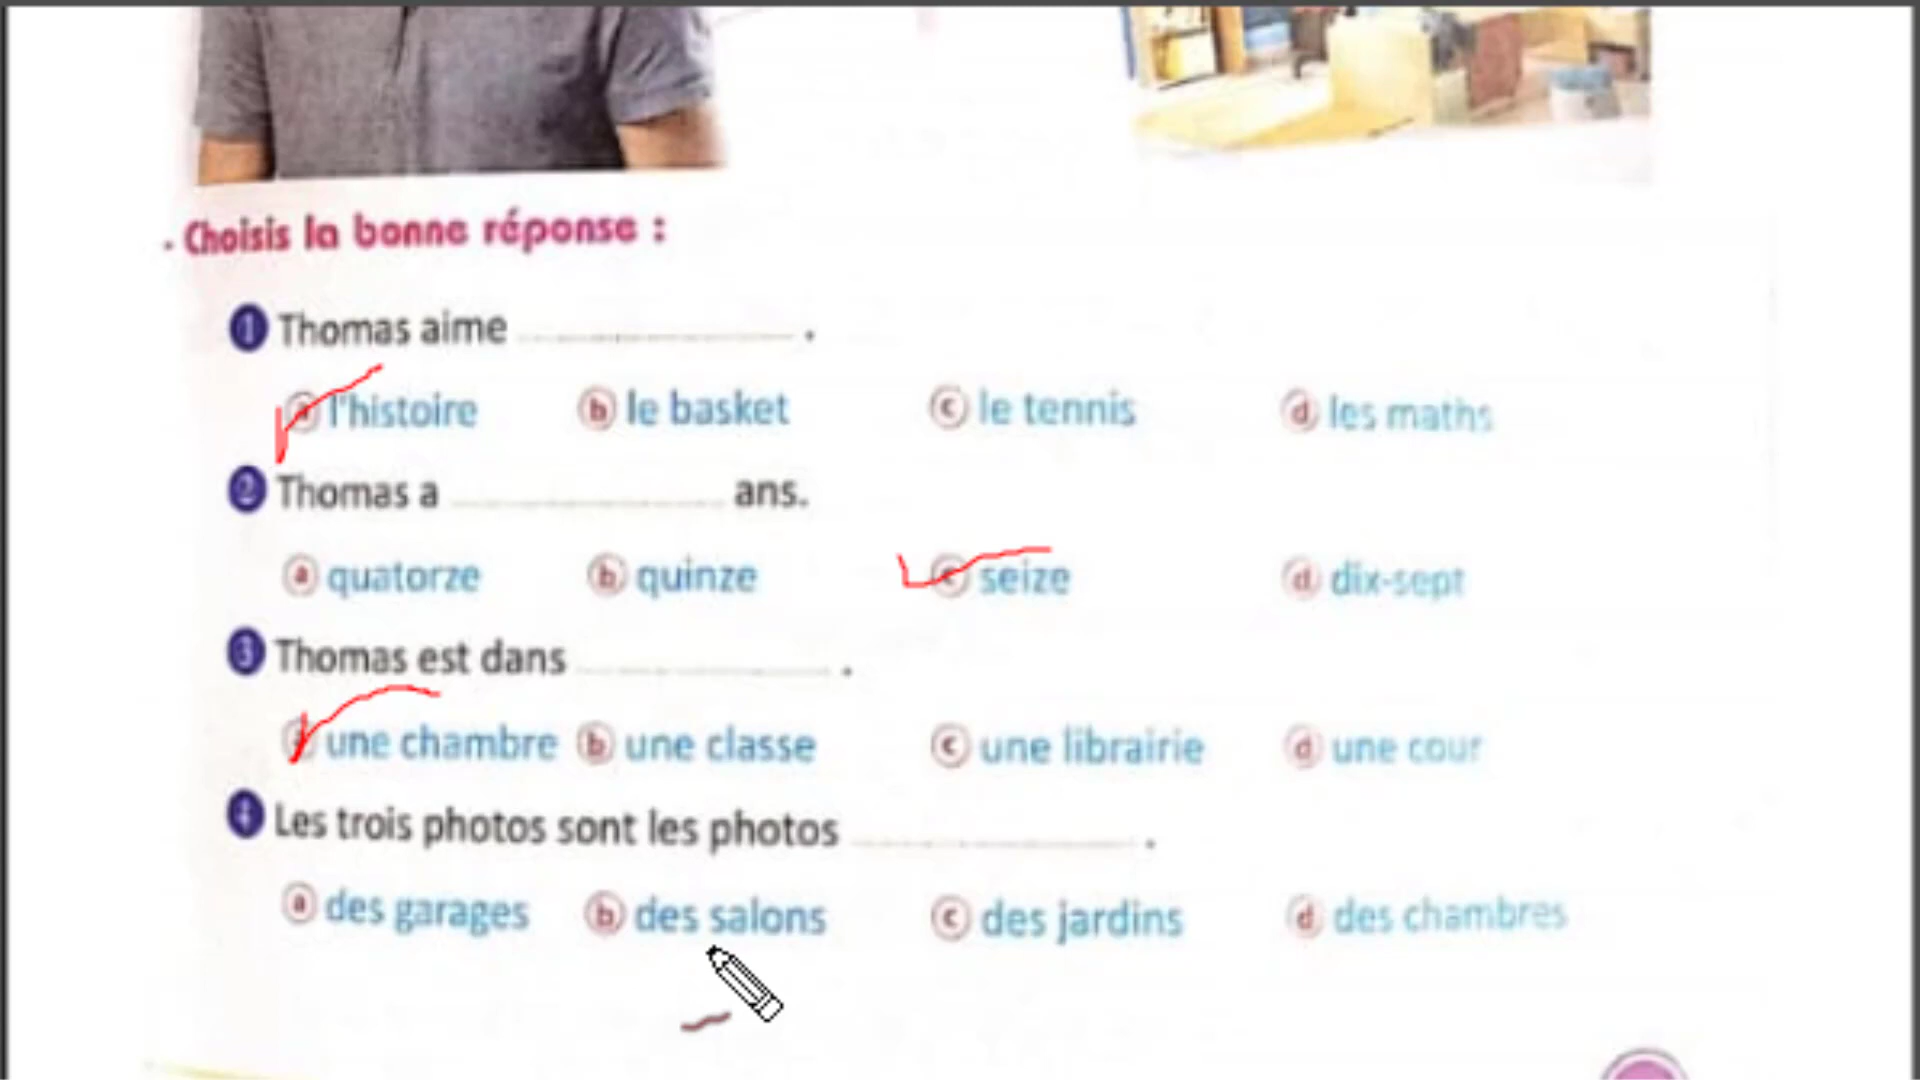 . Choisis la bonne réponse :
1 Thomas aime .................... .
a l'histoire b le basket c le tennis d les maths
2 Thomas a .................... ans.
a quatorze b quinze c seize d dix-sept
3 Thomas est dans .................... .
a une chambre b une classe c une librairie d une cour
4 Les trois photos sont les photos .................... .
a des garages b des salons c des jardins d des chambres